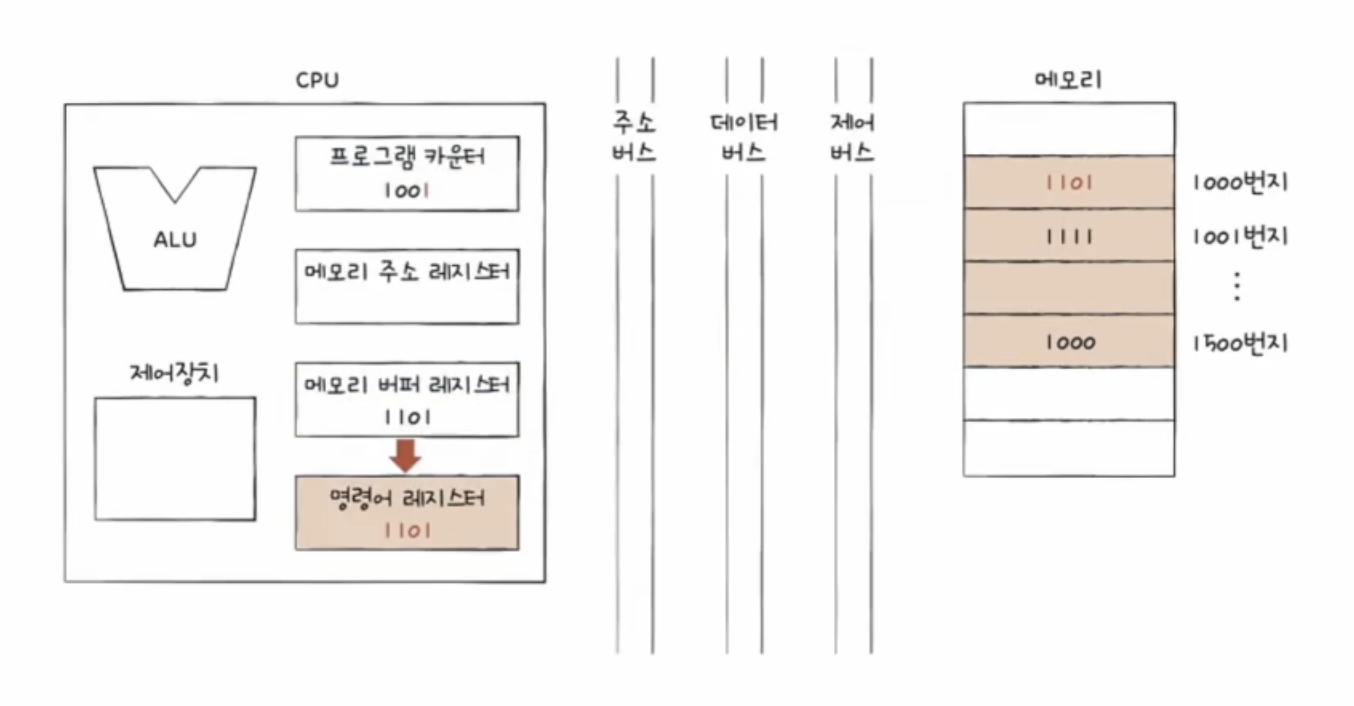 CPU
ALU
제어장치
프로그램 카운터
1001
메모리 주소 레지스터
메모리 버퍼 레지스터
1101
명령어 레지스터
1101
주소
버스
데이터
버스
제어
버스
메모리
1101
1000번지
1111
1001번지
⋮
1000
1500번지